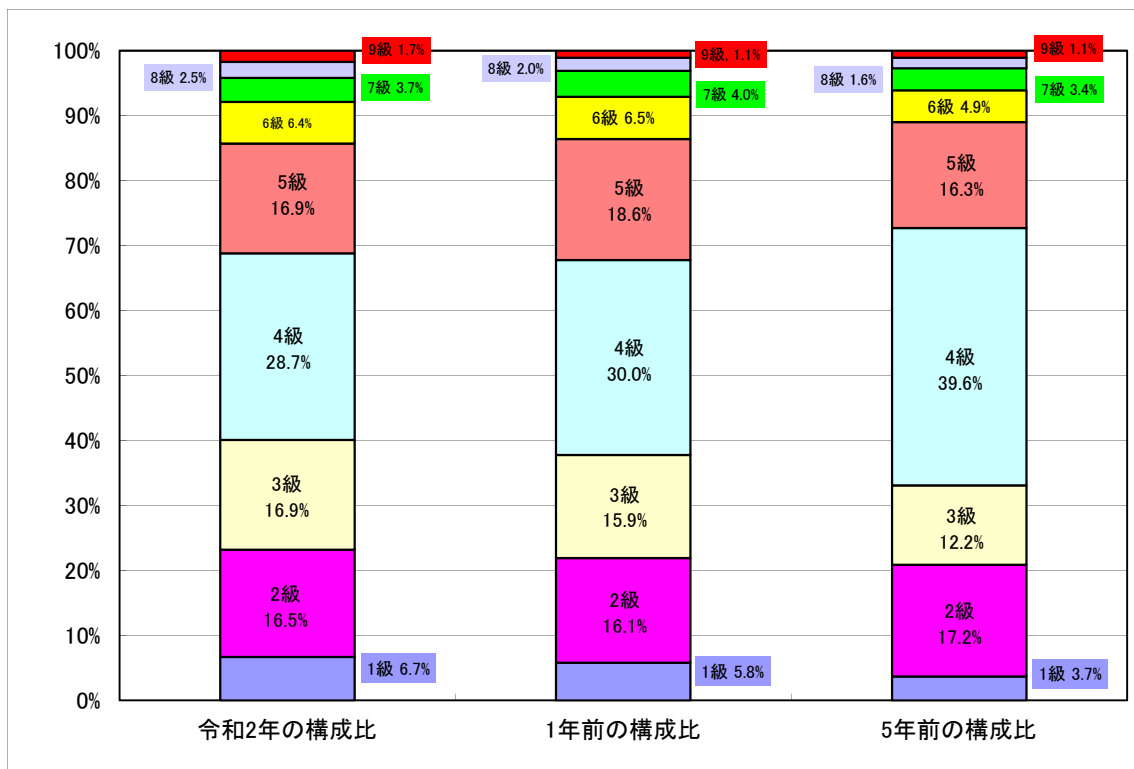 100%
90%
80%
70%
60%
50%
40%
30%
20%
10%
0%
9級 1.7%
8級 2.5%
7級 3.7%
6級 6.4%
5級
16.9%
4級
28.7%
3級
16.9%
2級
16.5%
1級 6.7%
令和2年の構成比
9級, 1.1%
8級 2.0%
7級 4.0%
6級 6.5%
5級
18.6%
4級
30.0%
3級
15.9%
2級
16.1%
1級 5.8%
1年前の構成比
9級 1.1%
8級 1.6%
7級 3.4%
6級 4.9%
5級
16.3%
4級
39.6%
3級
12.2%
2級
17.2%
1級 3.7%
5年前の構成比